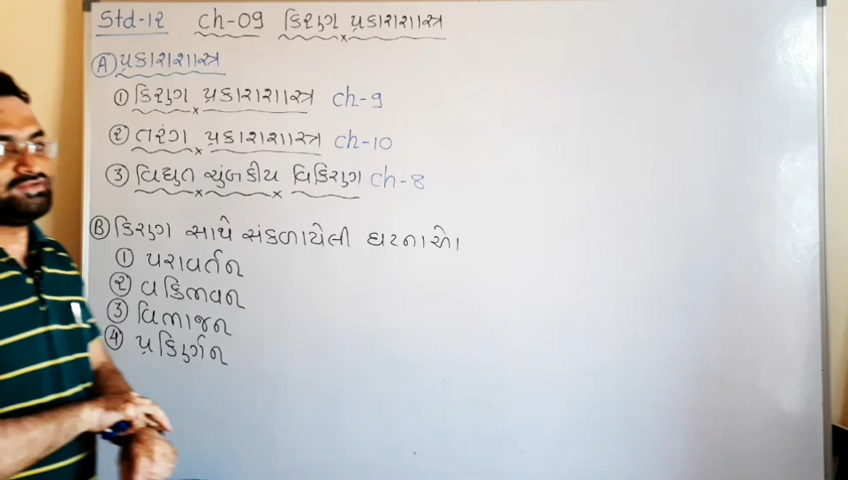 Std-12 Ch-09 કિરણ પ્રકાશશાસ્ત્ર
Ⓐ પ્રકાશશાસ્ત્ર
① કિરણ પ્રકાશશાસ્ત્ર Ch-9
② તરંગ પ્રકાશશાસ્ત્ર Ch-10
③ વિદ્યુત ચુંબકીય વિકિરણ Ch-8
Ⓑ કિરણ સાથે સંકળાયેલી ઘટનાઓ
① પરાવર્તન
② વક્રિભવન
③ વિભાજન
④ પ્રકિર્ણન